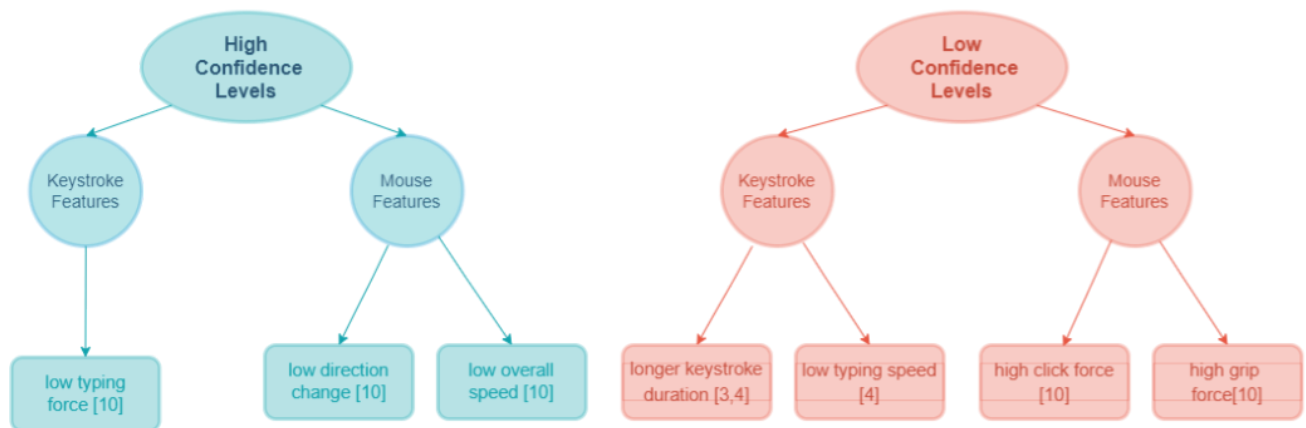 High
Confidence
Levels
Keystroke
Features
Mouse
Features
low typing
force [10]
low direction
change [10]
low overall
speed [10]
Low
Confidence
Levels
Keystroke
Features
Mouse
Features
longer keystroke
duration [3,4]
low typing speed
[4]
high click force
[10]
high grip
force[10]